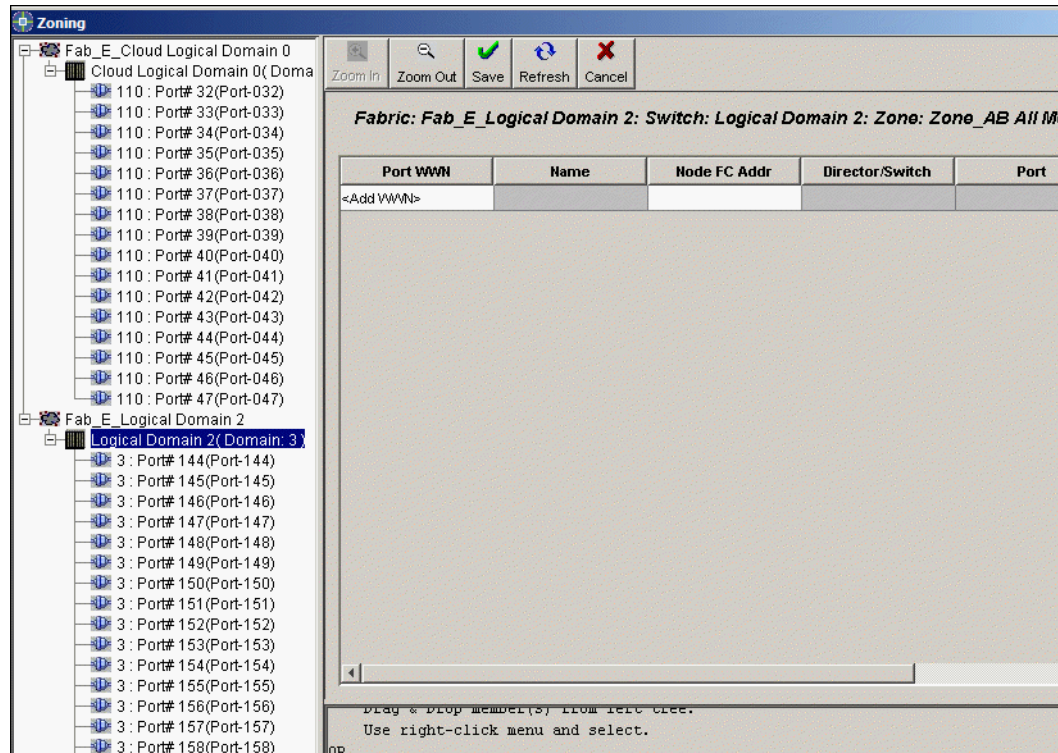 Zoning
Fab_E_Cloud Logical Domain 0
Cloud Logical Domain 0( Doma
110 : Port# 32(Port-032)
110 : Port# 33(Port-033)
110 : Port# 34(Port-034)
110 : Port# 35(Port-035)
110 : Port# 36(Port-036)
110 : Port# 37(Port-037)
110 : Port# 38(Port-038)
110 : Port# 39(Port-039)
110 : Port# 40(Port-040)
110 : Port# 41(Port-041)
110 : Port# 42(Port-042)
110 : Port# 43(Port-043)
110 : Port# 44(Port-044)
110 : Port# 45(Port-045)
110 : Port# 46(Port-046)
110 : Port# 47(Port-047)
Fab_E_Logical Domain 2
Logical Domain 2( Domain: 3 )
3 : Port# 144(Port-144)
3 : Port# 145(Port-145)
3 : Port# 146(Port-146)
3 : Port# 147(Port-147)
3 : Port# 148(Port-148)
3 : Port# 149(Port-149)
3 : Port# 150(Port-150)
3 : Port# 151(Port-151)
3 : Port# 152(Port-152)
3 : Port# 153(Port-153)
3 : Port# 154(Port-154)
3 : Port# 155(Port-155)
3 : Port# 156(Port-156)
3 : Port# 157(Port-157)
3 : Port# 158(Port-158)
Zoom In Zoom Out Save Refresh Cancel
Fabric: Fab_E_Logical Domain 2: Switch: Logical Domain 2: Zone: Zone_AB All M
Port WWN Name Node FC Addr Director/Switch Port
<Add WWN>
Drag & Drop member(s) from left tree.
Use right-click menu and select.
OR